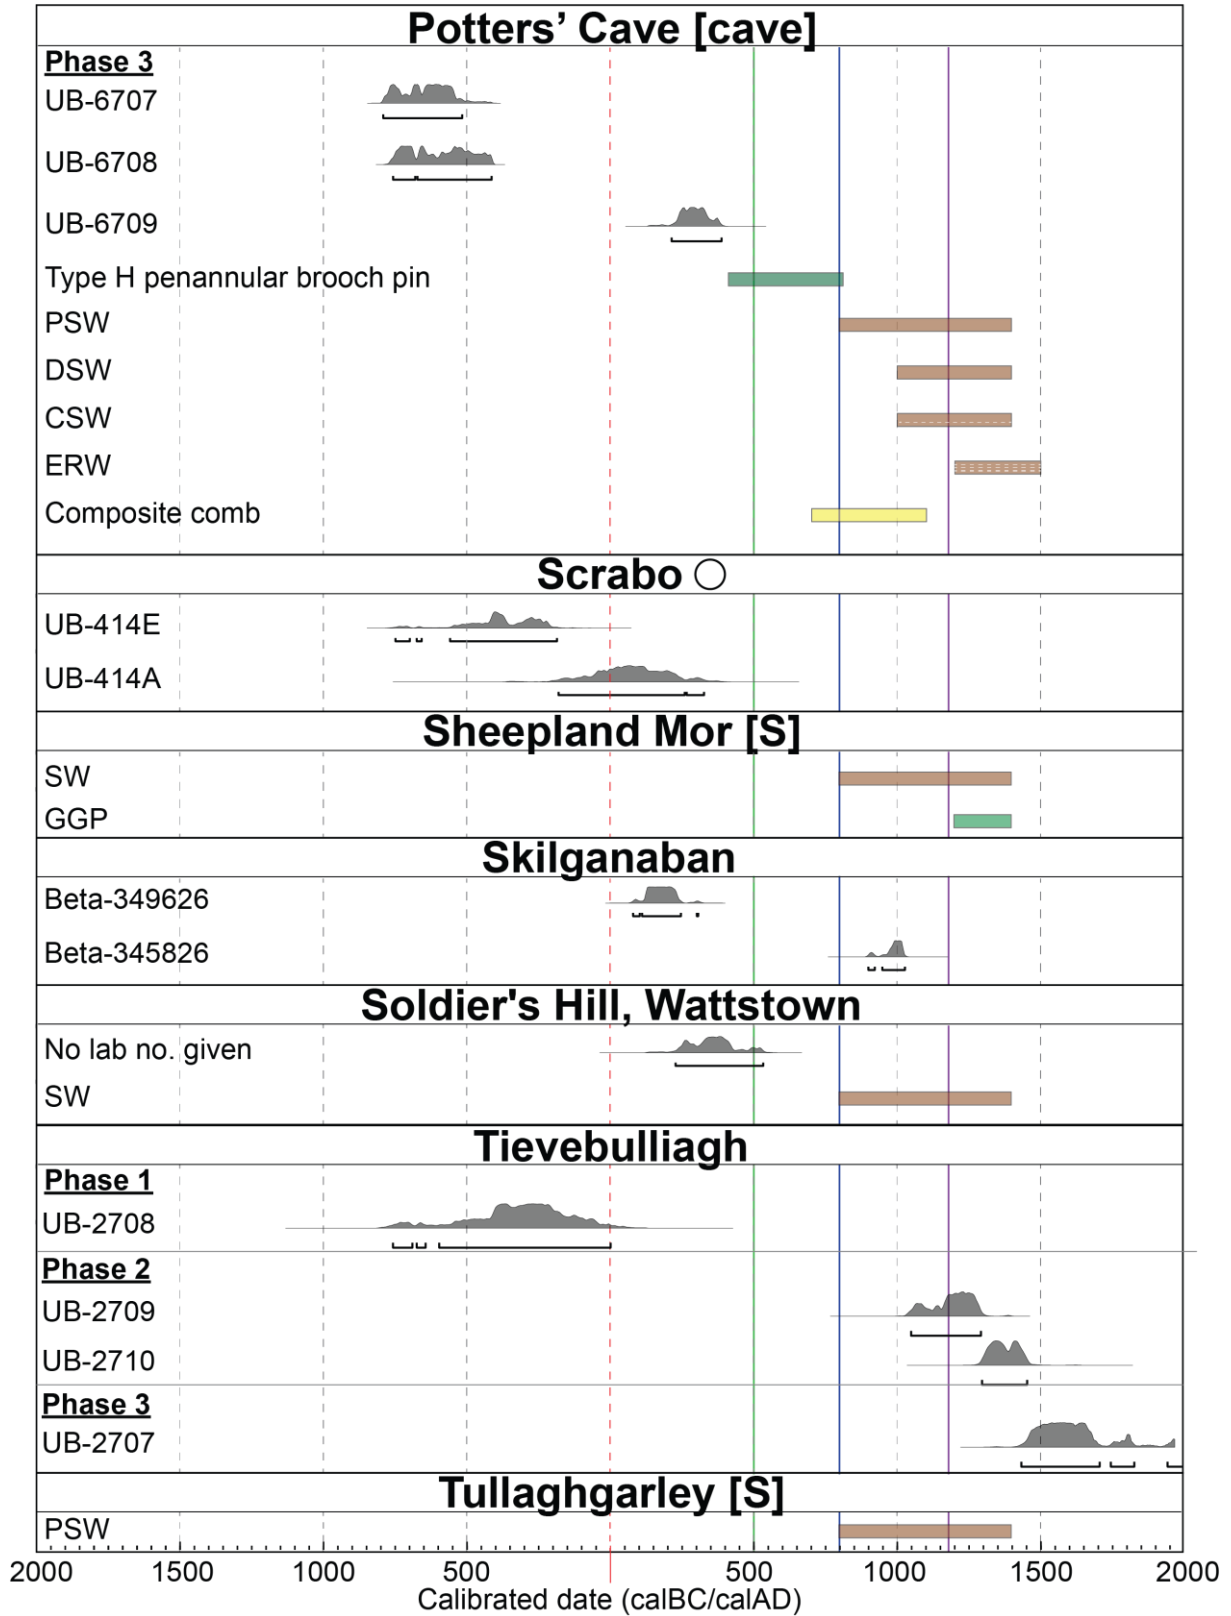 Potters’ Cave [cave]
Phase 3
UB-6707
UB-6708
UB-6709
Type H penannular brooch pin
PSW
DSW
CSW
ERW
Composite comb
Scrabo
UB-414E
UB-414A
Sheepland Mor [S]
SW
GGP
Skilganaban
Beta-349626
Beta-345826
Soldier's Hill, Wattstown
No lab no. given
SW
Tievebulliagh
Phase 1
UB-2708
Phase 2
UB-2709
UB-2710
Phase 3
UB-2707
Tullaghgarley [S]
PSW
2000 1500 1000 500 500 1000 1500 2000
Calibrated date (calBC/calAD)